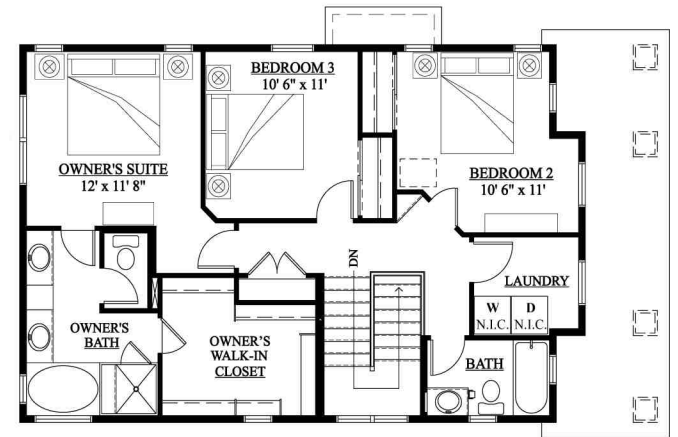 BEDROOM 3
10' 6" x 11'
OWNER'S SUITE
12' x 11' 8"
BEDROOM 2
10' 6" x 11'
DN
LAUNDRY
W
N.I.C.
D
N.I.C.
OWNER'S
BATH
OWNER'S
WALK-IN
CLOSET
BATH